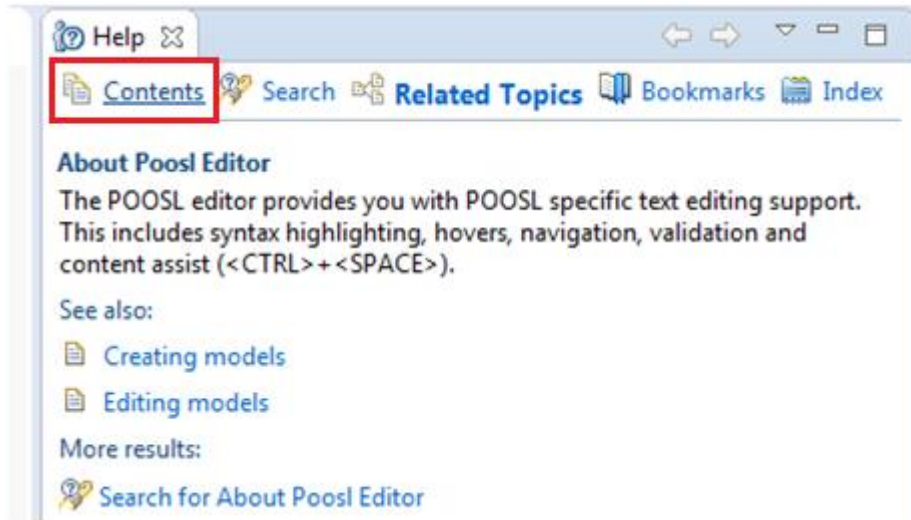 Help
Contents Search Related Topics Bookmarks Index
About Poosl Editor
The POOSL editor provides you with POOSL specific text editing support.
This includes syntax highlighting, hovers, navigation, validation and
content assist (<CTRL>+<SPACE>).
See also:
Creating models
Editing models
More results:
Search for About Poosl Editor